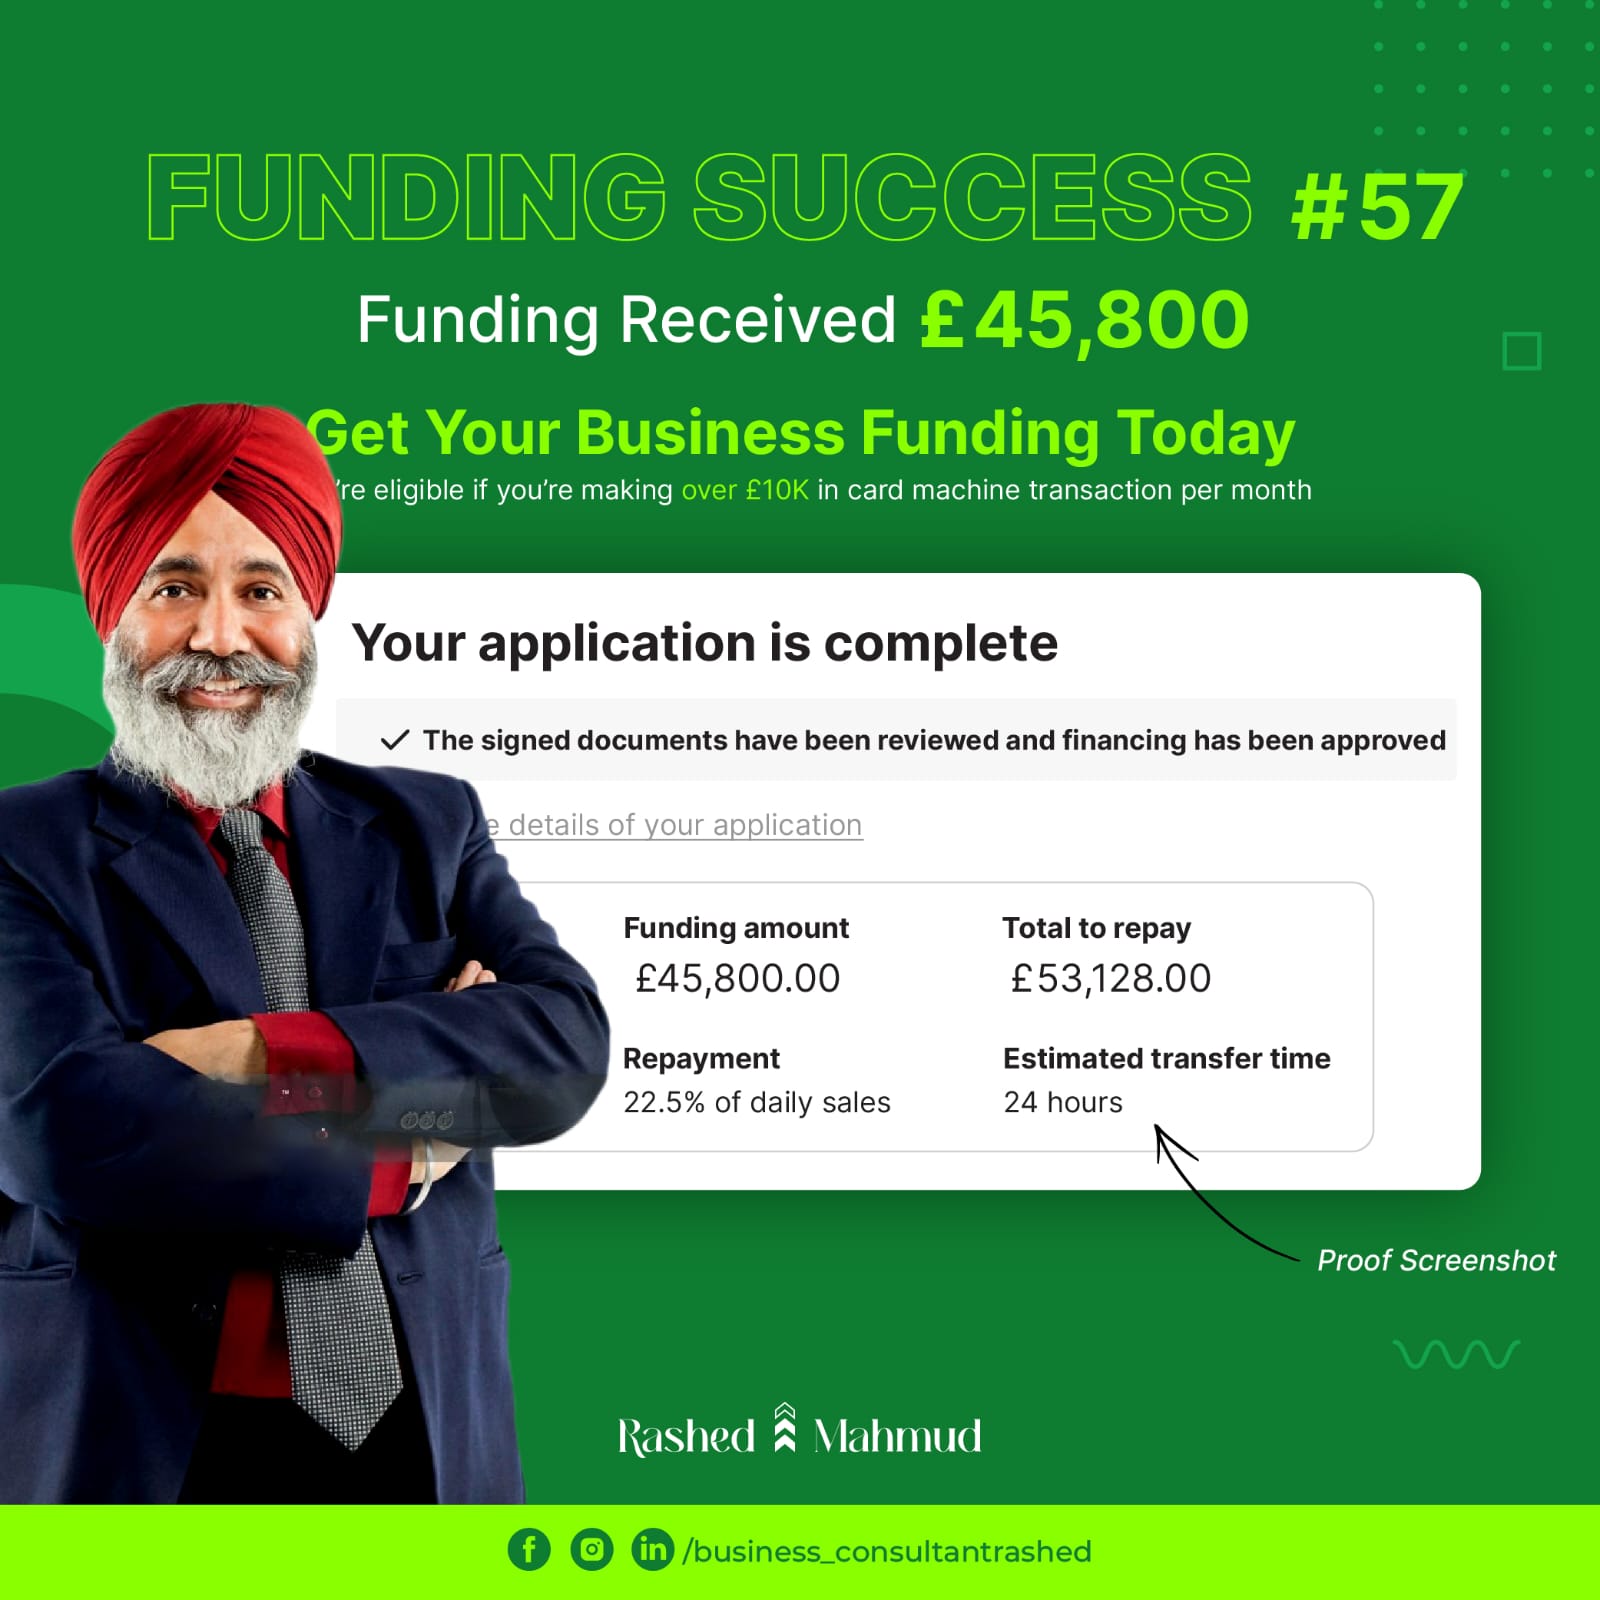 FUNDING SUCCESS #57
Funding Received £45,800
Get Your Business Funding Today
're eligible if you're making over £10K in card machine transaction per month
Your application is complete
✓ The signed documents have been reviewed and financing has been approved
e details of your application
Funding amount Total to repay
£45,800.00 £53,128.00
Repayment Estimated transfer time
22.5% of daily sales 24 hours
Proof Screenshot
Rashed Mahmud
/business_consultantrashed